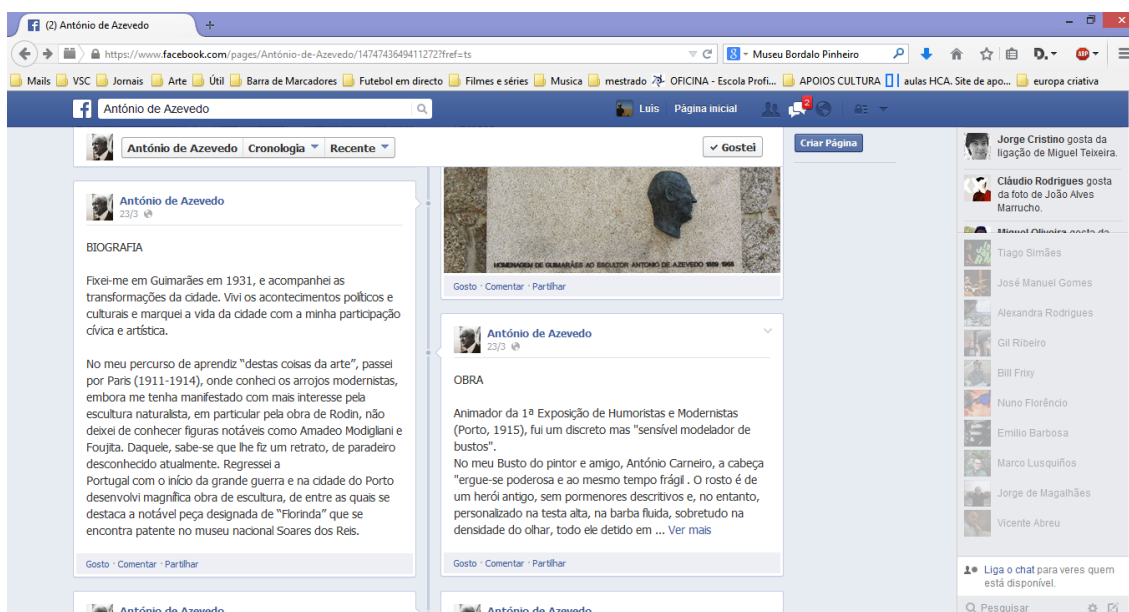 (2) António de Azevedo
https://www.facebook.com/pages/António-de-Azevedo/1474743649411272?fref=ts
Museu Bordalo Pinheiro
Mails VSC Jornais Arte Útil Barra de Marcadores Futebol em directo Filmes e séries Musica mestrado OFICINA - Escola Profi... APOIOS CULTURA aulas HCA. Site de apo... europa criativa
António de Azevedo
Luís Página inicial 2
António de Azevedo Cronologia Recente
Gostei
Criar Página
António de Azevedo
23/3
BIOGRAFIA
Fixei-me em Guimarães em 1931, e acompanhei as
transformações da cidade. Vivi os acontecimentos políticos e
culturais e marquei a vida da cidade com a minha participação
cívica e artística.
No meu percurso de aprendiz "destas coisas da arte", passei
por Paris (1911-1914), onde conheci os arrojos modernistas,
embora me tenha manifestado com mais interesse pela
escultura naturalista, em particular pela obra de Rodin, não
deixei de conhecer figuras notáveis como Amadeo Modigliani e
Foujita. Daquele, sabe-se que lhe fiz um retrato, de paradeiro
desconhecido atualmente. Regressei a
Portugal com o início da grande guerra e na cidade do Porto
desenvolvi magnífica obra de escultura, de entre as quais se
destaca a notável peça designada de "Florinda" que se
encontra patente no museu nacional Soares dos Reis.
Gosto · Comentar · Partilhar
António de Azevedo
HOMENAGEM DE GUIMARÃES AO ESCULTOR ANTONIO DE AZEVEDO 1889 1968
Gosto · Comentar · Partilhar
António de Azevedo
23/3
OBRA
Animador da 1ª Exposição de Humoristas e Modernistas
(Porto, 1915), fui um discreto mas "sensível modelador de
bustos".
No meu Busto do pintor e amigo, António Carneiro, a cabeça
"ergue-se poderosa e ao mesmo tempo frágil . O rosto é de
um herói antigo, sem pormenores descritivos e, no entanto,
personalizado na testa alta, na barba fluida, sobretudo na
densidade do olhar, todo ele detido em ... Ver mais
Gosto · Comentar · Partilhar
António de Azevedo
Jorge Cristino gosta da
ligação de Miguel Teixeira.
Cláudio Rodrigues gosta
da foto de João Alves
Marrucho.
Miguel Oliveira gosta da
Tiago Simães
José Manuel Gomes
Alexandra Rodrigues
Gil Ribeiro
Bill Frixy
Nuno Florêncio
Emilio Barbosa
Marco Lusquiños
Jorge de Magalhães
Vicente Abreu
Liga o chat para veres quem
está disponível.
Pesquisar